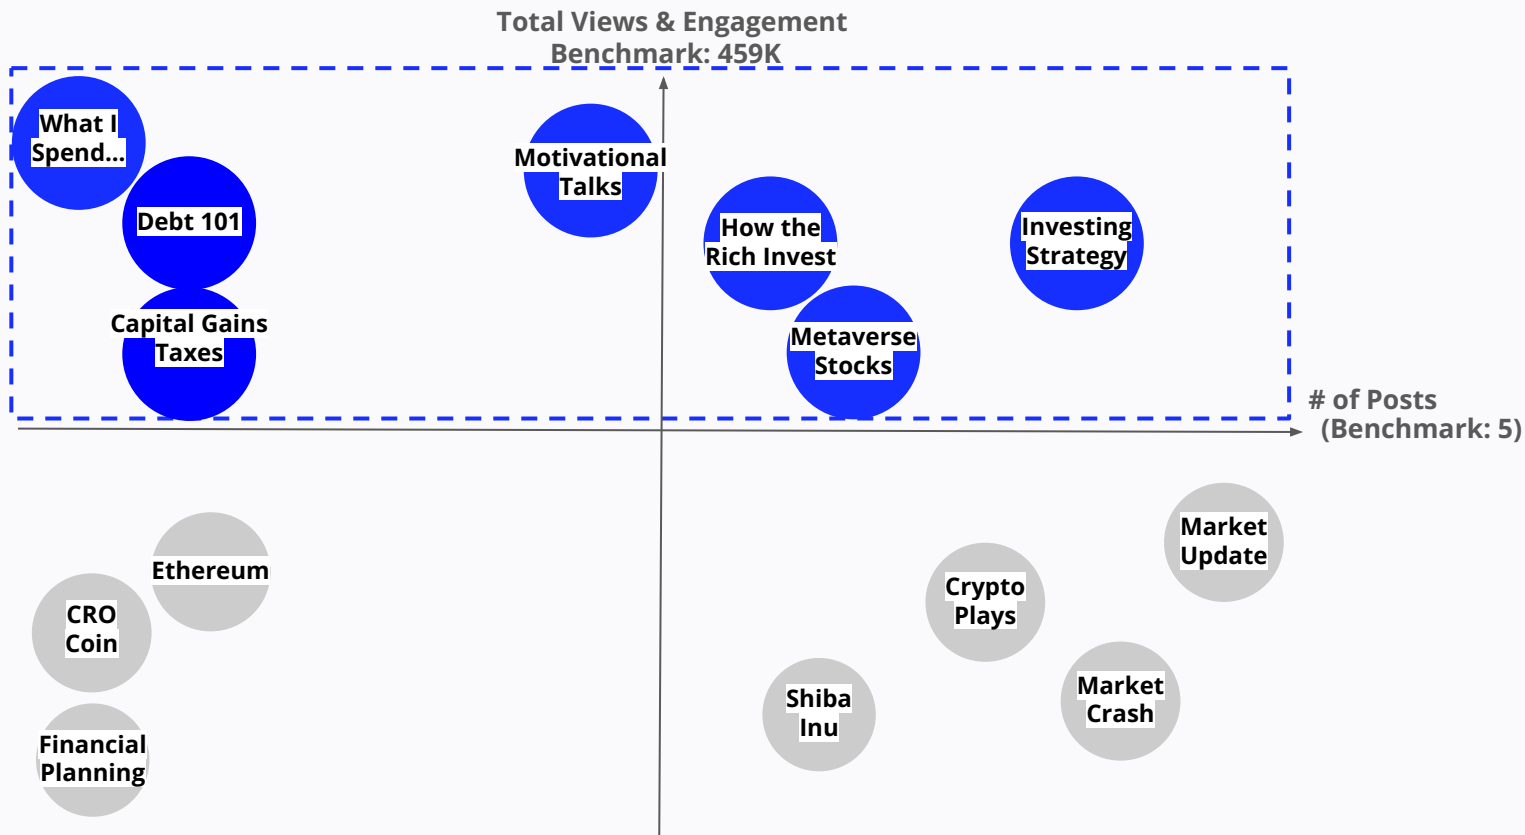 Total Views & Engagement
Benchmark: 459K
What I
Spend...
Debt 101
Capital Gains
Taxes
Motivational
Talks
How the
Rich Invest
Metaverse
Stocks
Investing
Strategy
# of Posts
(Benchmark: 5)
Ethereum
CRO
Coin
Financial
Planning
Shiba
Inu
Crypto
Plays
Market
Crash
Market
Update